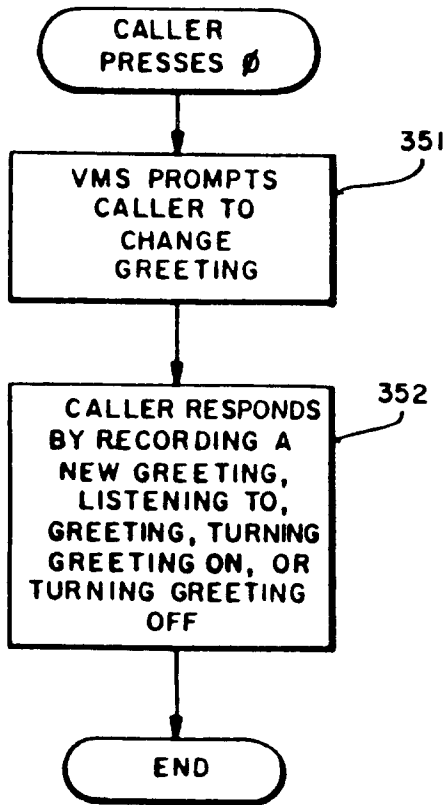 CALLER
PRESSES Ø
351
VMS PROMPTS
CALLER TO
CHANGE
GREETING
352
CALLER RESPONDS
BY RECORDING A
NEW GREETING,
LISTENING TO,
GREETING, TURNING
GREETING ON, OR
TURNING GREETING
OFF
END